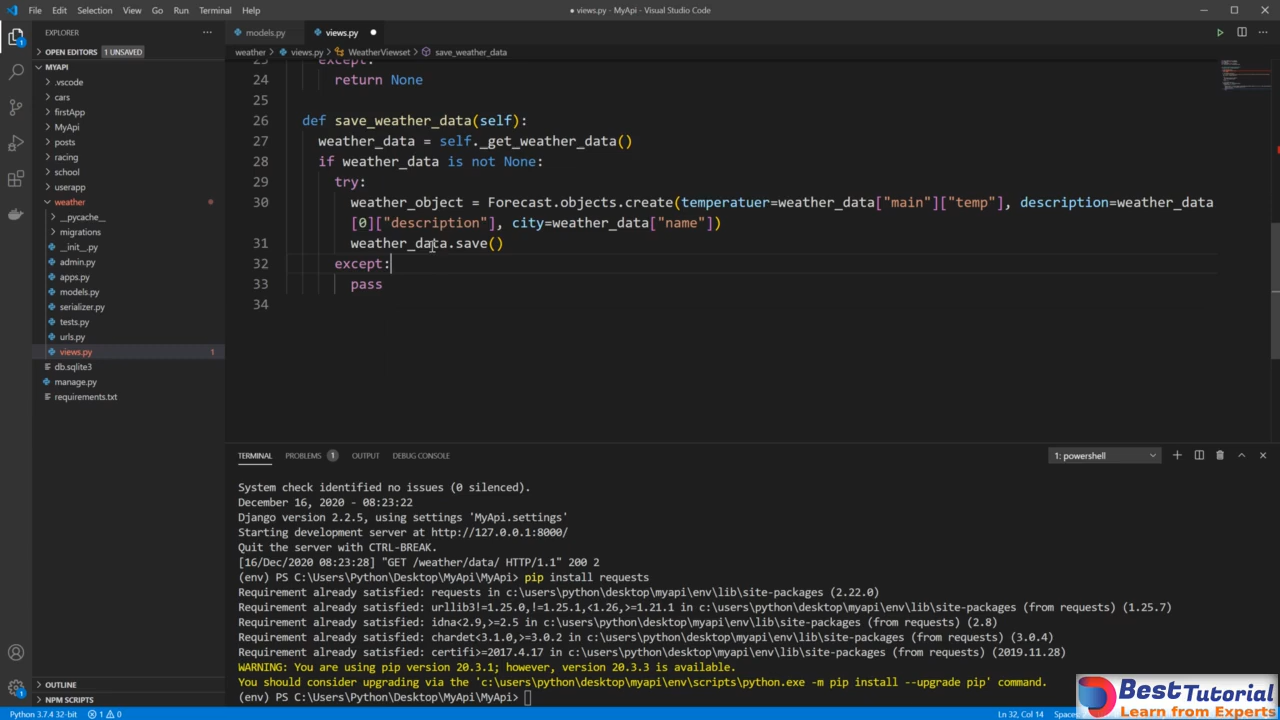 File Edit Selection View Go Run Terminal Help
● views.py - MyApi - Visual Studio Code
EXPLORER
OPEN EDITORS 1 UNSAVED
MYAPI
.vscode
cars
firstApp
MyApi
posts
racing
school
userapp
weather
__pycache__
migrations
__init__.py
admin.py
apps.py
models.py
serializer.py
tests.py
urls.py
views.py 1
db.sqlite3
manage.py
requirements.txt
OUTLINE
NPM SCRIPTS
models.py views.py
weather > views.py > WeatherViewset > save_weather_data
23 except:
24 return None
25
26 def save_weather_data(self):
27 weather_data = self._get_weather_data()
28 if weather_data is not None:
29 try:
30 weather_object = Forecast.objects.create(temperatuer=weather_data["main"]["temp"], description=weather_data
[0]["description"], city=weather_data["name"])
31 weather_data.save()
32 except:
33 pass
34
TERMINAL PROBLEMS 1 OUTPUT DEBUG CONSOLE
1: powershell
System check identified no issues (0 silenced).
December 16, 2020 - 08:23:22
Django version 2.2.5, using settings 'MyApi.settings'
Starting development server at http://127.0.0.1:8000/
Quit the server with CTRL-BREAK.
[16/Dec/2020 08:23:28] "GET /weather/data/ HTTP/1.1" 200 2
(env) PS C:\Users\Python\Desktop\MyApi\MyApi> pip install requests
Requirement already satisfied: requests in c:\users\python\desktop\myapi\env\lib\site-packages (2.22.0)
Requirement already satisfied: urllib3!=1.25.0,!=1.25.1,<1.26,>=1.21.1 in c:\users\python\desktop\myapi\env\lib\site-packages (from requests) (1.25.7)
Requirement already satisfied: idna<2.9,>=2.5 in c:\users\python\desktop\myapi\env\lib\site-packages (from requests) (2.8)
Requirement already satisfied: chardet<3.1.0,>=3.0.2 in c:\users\python\desktop\myapi\env\lib\site-packages (from requests) (3.0.4)
Requirement already satisfied: certifi>=2017.4.17 in c:\users\python\desktop\myapi\env\lib\site-packages (from requests) (2019.11.28)
WARNING: You are using pip version 20.3.1; however, version 20.3.3 is available.
You should consider upgrading via the 'c:\users\python\desktop\myapi\env\scripts\python.exe -m pip install --upgrade pip' command.
(env) PS C:\Users\Python\Desktop\MyApi\MyApi>
Python 3.7.4 32-bit 1 0
Ln 32, Col 14 Spaces
BestTutorial
Learn from Experts